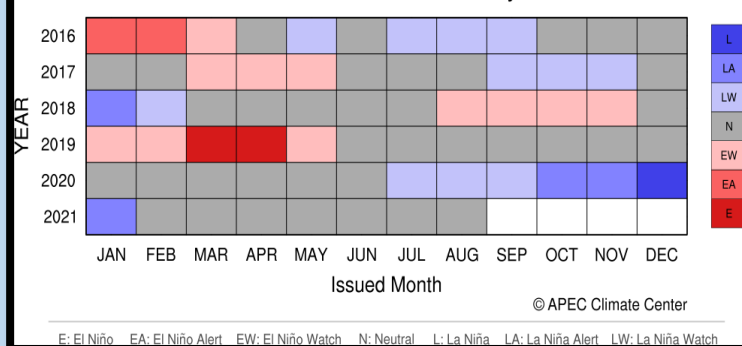 2016
2017
2018
2019
2020
2021
YEAR
JAN FEB MAR APR MAY JUN JUL AUG SEP OCT NOV DEC
Issued Month
© APEC Climate Center
L
LA
LW
N
EW
EA
E
E: El Niño EA: El Niño Alert EW: El Niño Watch N: Neutral L: La Niña LA: La Niña Alert LW: La Niña Watch